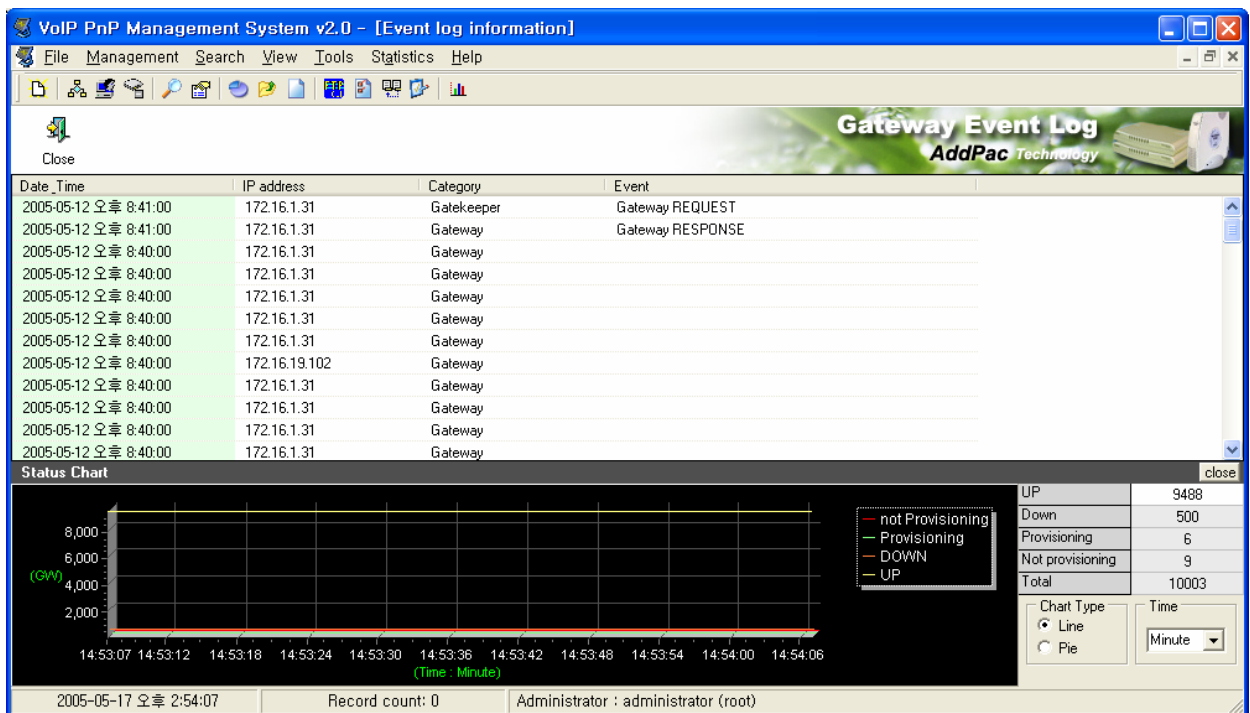 VoIP PnP Management System v2.0 - [Event log information]
File Management Search View Tools Statistics Help
Close
Gateway Event Log
AddPac Technology
Date_Time IP address Category Event
2005-05-12 오후 8:41:00 172.16.1.31 Gatekeeper Gateway REQUEST
2005-05-12 오후 8:41:00 172.16.1.31 Gateway Gateway RESPONSE
2005-05-12 오후 8:40:00 172.16.1.31 Gateway
2005-05-12 오후 8:40:00 172.16.1.31 Gateway
2005-05-12 오후 8:40:00 172.16.1.31 Gateway
2005-05-12 오후 8:40:00 172.16.1.31 Gateway
2005-05-12 오후 8:40:00 172.16.1.31 Gateway
2005-05-12 오후 8:40:00 172.16.19.102 Gateway
2005-05-12 오후 8:40:00 172.16.1.31 Gateway
2005-05-12 오후 8:40:00 172.16.1.31 Gateway
2005-05-12 오후 8:40:00 172.16.1.31 Gateway
2005-05-12 오후 8:40:00 172.16.1.31 Gateway
Status Chart close
8,000
6,000
(GW)
4,000
2,000
14:53:07 14:53:12 14:53:18 14:53:24 14:53:30 14:53:36 14:53:42 14:53:48 14:53:54 14:54:00 14:54:06
(Time : Minute)
not Provisioning
Provisioning
DOWN
UP
UP 9488
Down 500
Provisioning 6
Not provisioning 9
Total 10003
Chart Type
Line
Pie
Time
Minute
2005-05-17 오후 2:54:07 Record count: 0 Administrator : administrator (root)